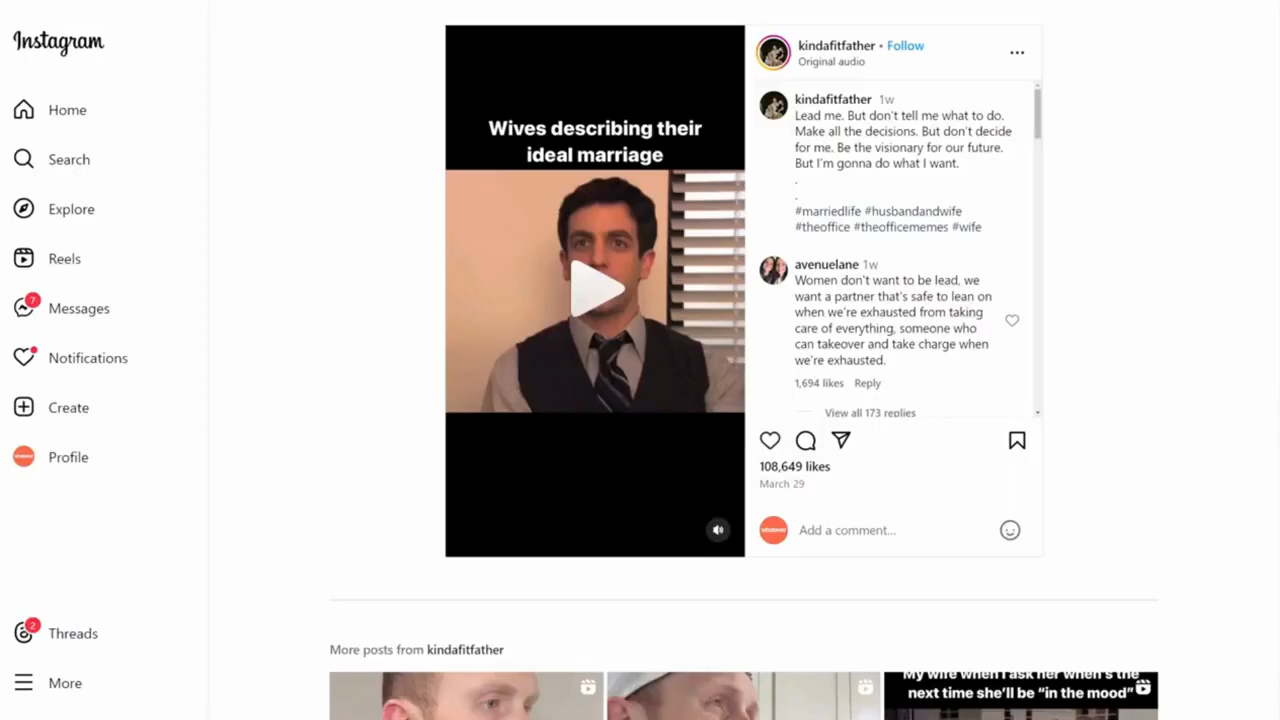 Instagram
Home
Search
Explore
Reels
7
Messages
Notifications
Create
Profile
2
Threads
More
Wives describing their
ideal marriage
kindafitfather • Follow
Original audio
kindafitfather 1w
Lead me. But don't tell me what to do.
Make all the decisions. But don't decide
for me. Be the visionary for our future.
But I'm gonna do what I want.
.
.
#marriedlife #husbandandwife
#theoffice #theofficememes #wife
avenuelane 1w
Women don't want to be lead, we
want a partner that's safe to lean on
when we're exhausted from taking
care of everything, someone who
can takeover and take charge when
we're exhausted.
1,694 likes Reply
View all 173 replies
108,649 likes
March 29
Add a comment...
More posts from kindafitfather
My wife when I ask her when's the
next time she'll be "in the mood"